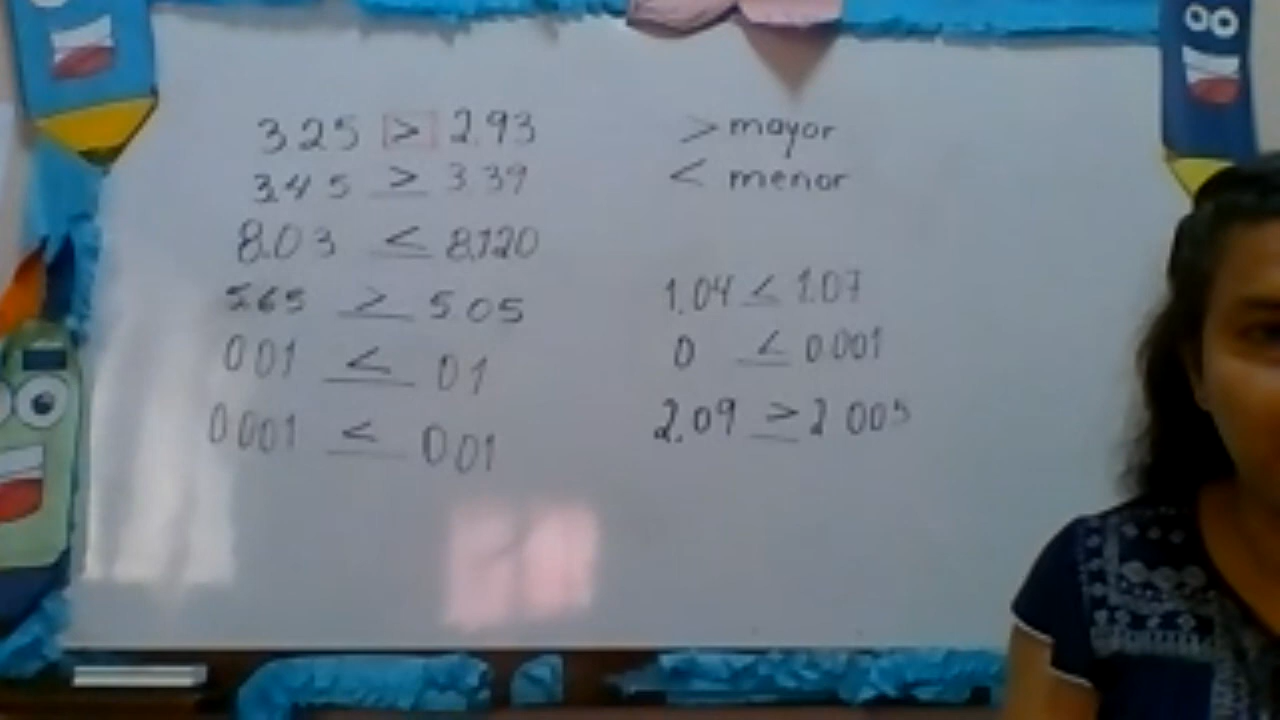 3.25 > 2.93
3.45 > 3.39
8.03 < 8.120
5.65 > 5.05
0.01 < 0.1
0.001 < 0.01
> mayor
< menor
1.04 < 1.07
0 < 0.001
2.09 > 2.005